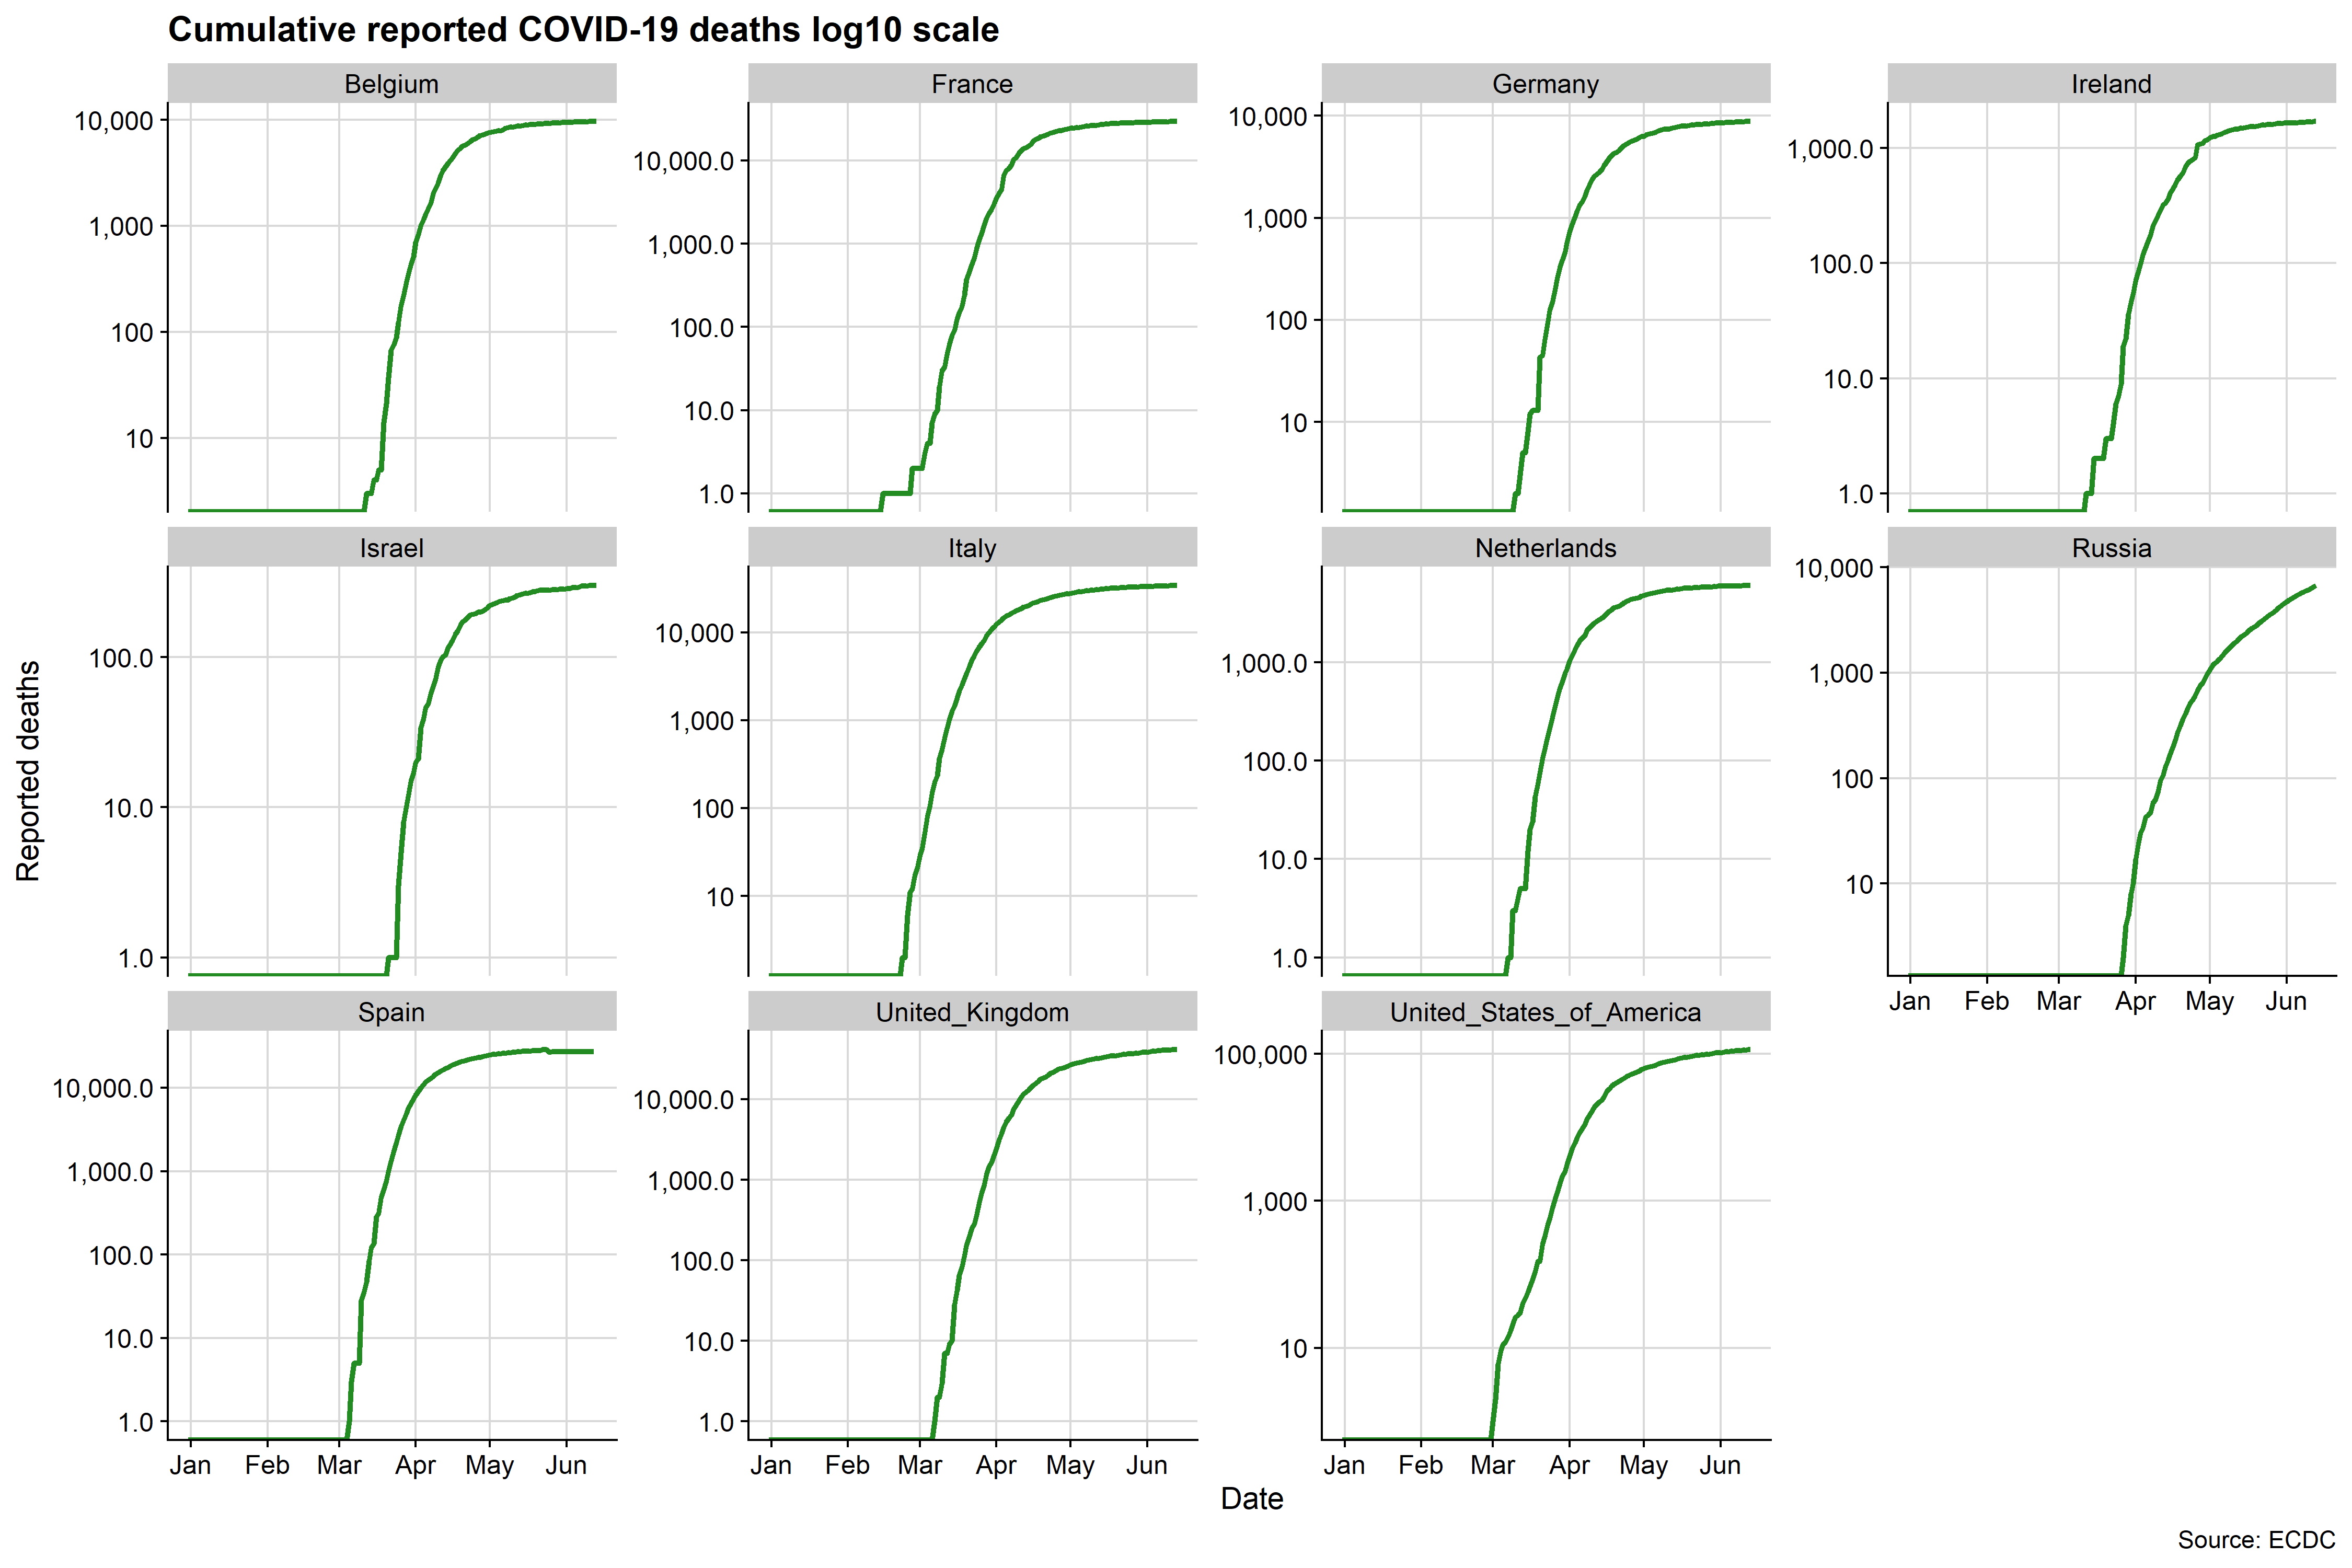 Cumulative reported COVID-19 deaths log10 scale
Belgium
10,000
1,000
100
10
France
10,000.0
1,000.0
100.0
10.0
1.0
Germany
10,000
1,000
100
10
Ireland
1,000.0
100.0
10.0
1.0
Reported deaths
Israel
100.0
10.0
1.0
Italy
10,000
1,000
100
10
Netherlands
1,000.0
100.0
10.0
1.0
Russia
10,000
1,000
100
10
Jan Feb Mar Apr May Jun
Spain
10,000.0
1,000.0
100.0
10.0
1.0
Jan Feb Mar Apr May Jun
United_Kingdom
10,000.0
1,000.0
100.0
10.0
1.0
Jan Feb Mar Apr May Jun
United_States_of_America
100,000
1,000
10
Jan Feb Mar Apr May Jun
Date
Source: ECDC